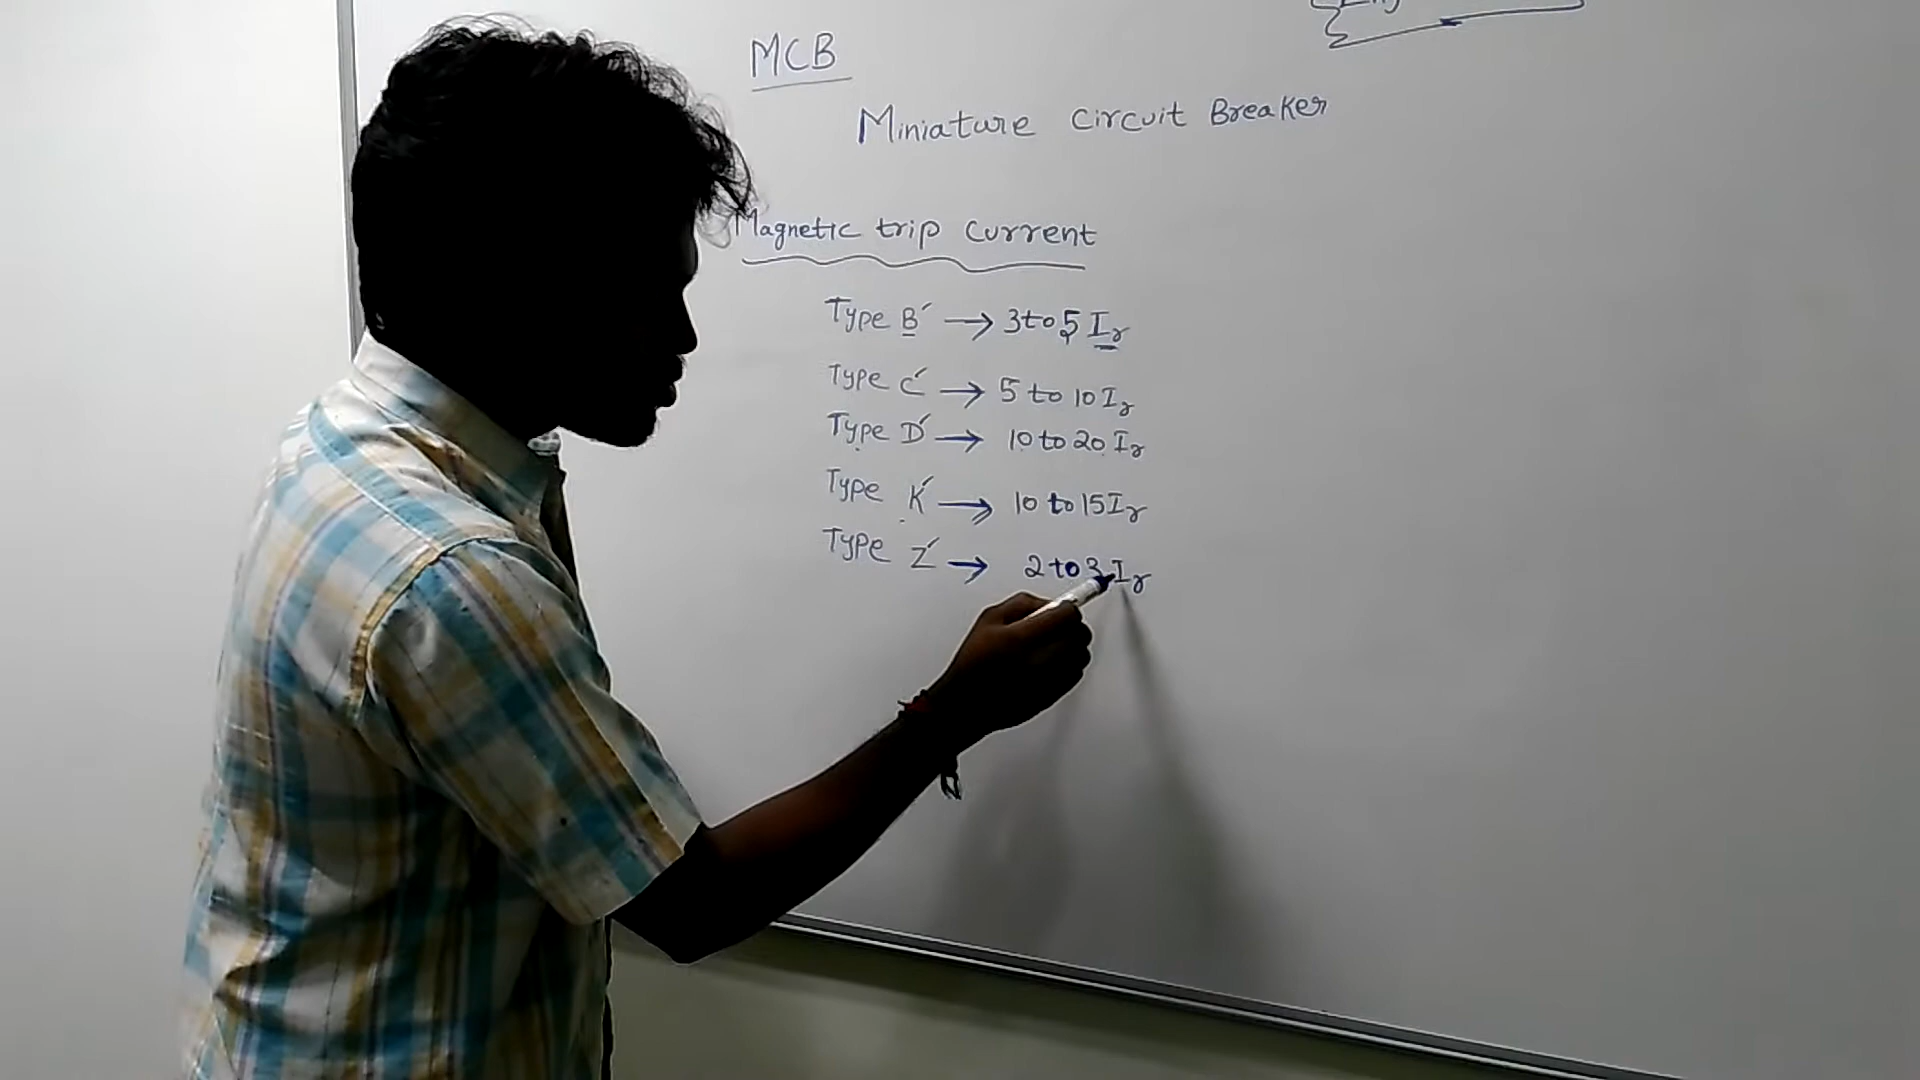 MCB
Miniature Circuit Breaker
Magnetic trip current
Type B → 3 to 5 Ir
Type C → 5 to 10 Ir
Type D → 10 to 20 Ir
Type K → 10 to 15 Ir
Type Z → 2 to 3 Ir